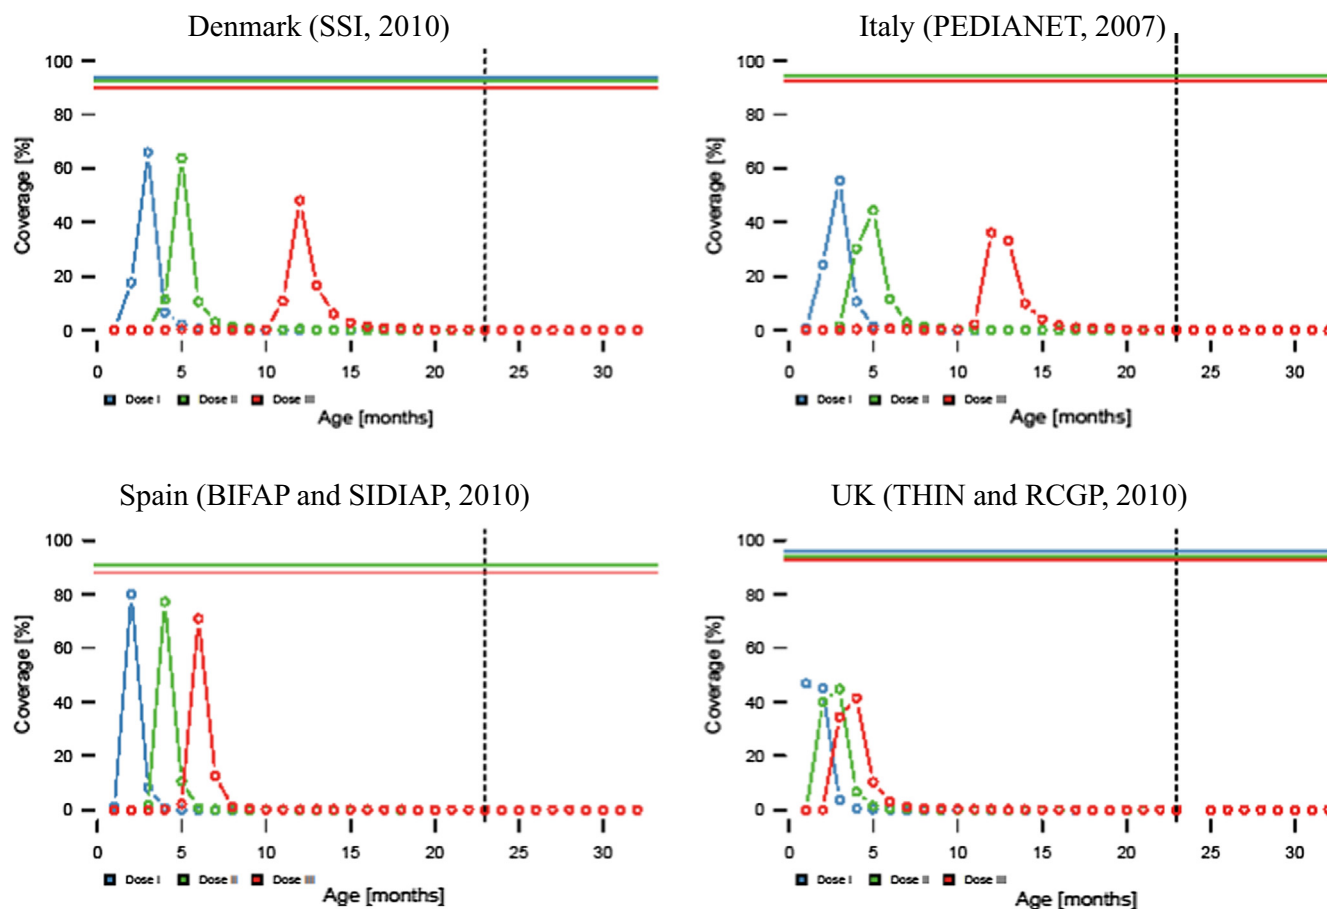 Denmark (SSI, 2010)
100
80
60
40
20
0
Coverage [%]
0 5 10 15 20 25 30
Dose I Dose II Dose III
Age [months]
Italy (PEDIANET, 2007)
100
80
60
40
20
0
Coverage [%]
0 5 10 15 20 25 30
Dose I Dose II Dose III
Age [months]
Spain (BIFAP and SIDIAP, 2010)
100
80
60
40
20
0
Coverage [%]
0 5 10 15 20 25 30
Dose I Dose II Dose III
Age [months]
UK (THIN and RCGP, 2010)
100
80
60
40
20
0
Coverage [%]
0 5 10 15 20 25 30
Dose I Dose II Dose III
Age [months]